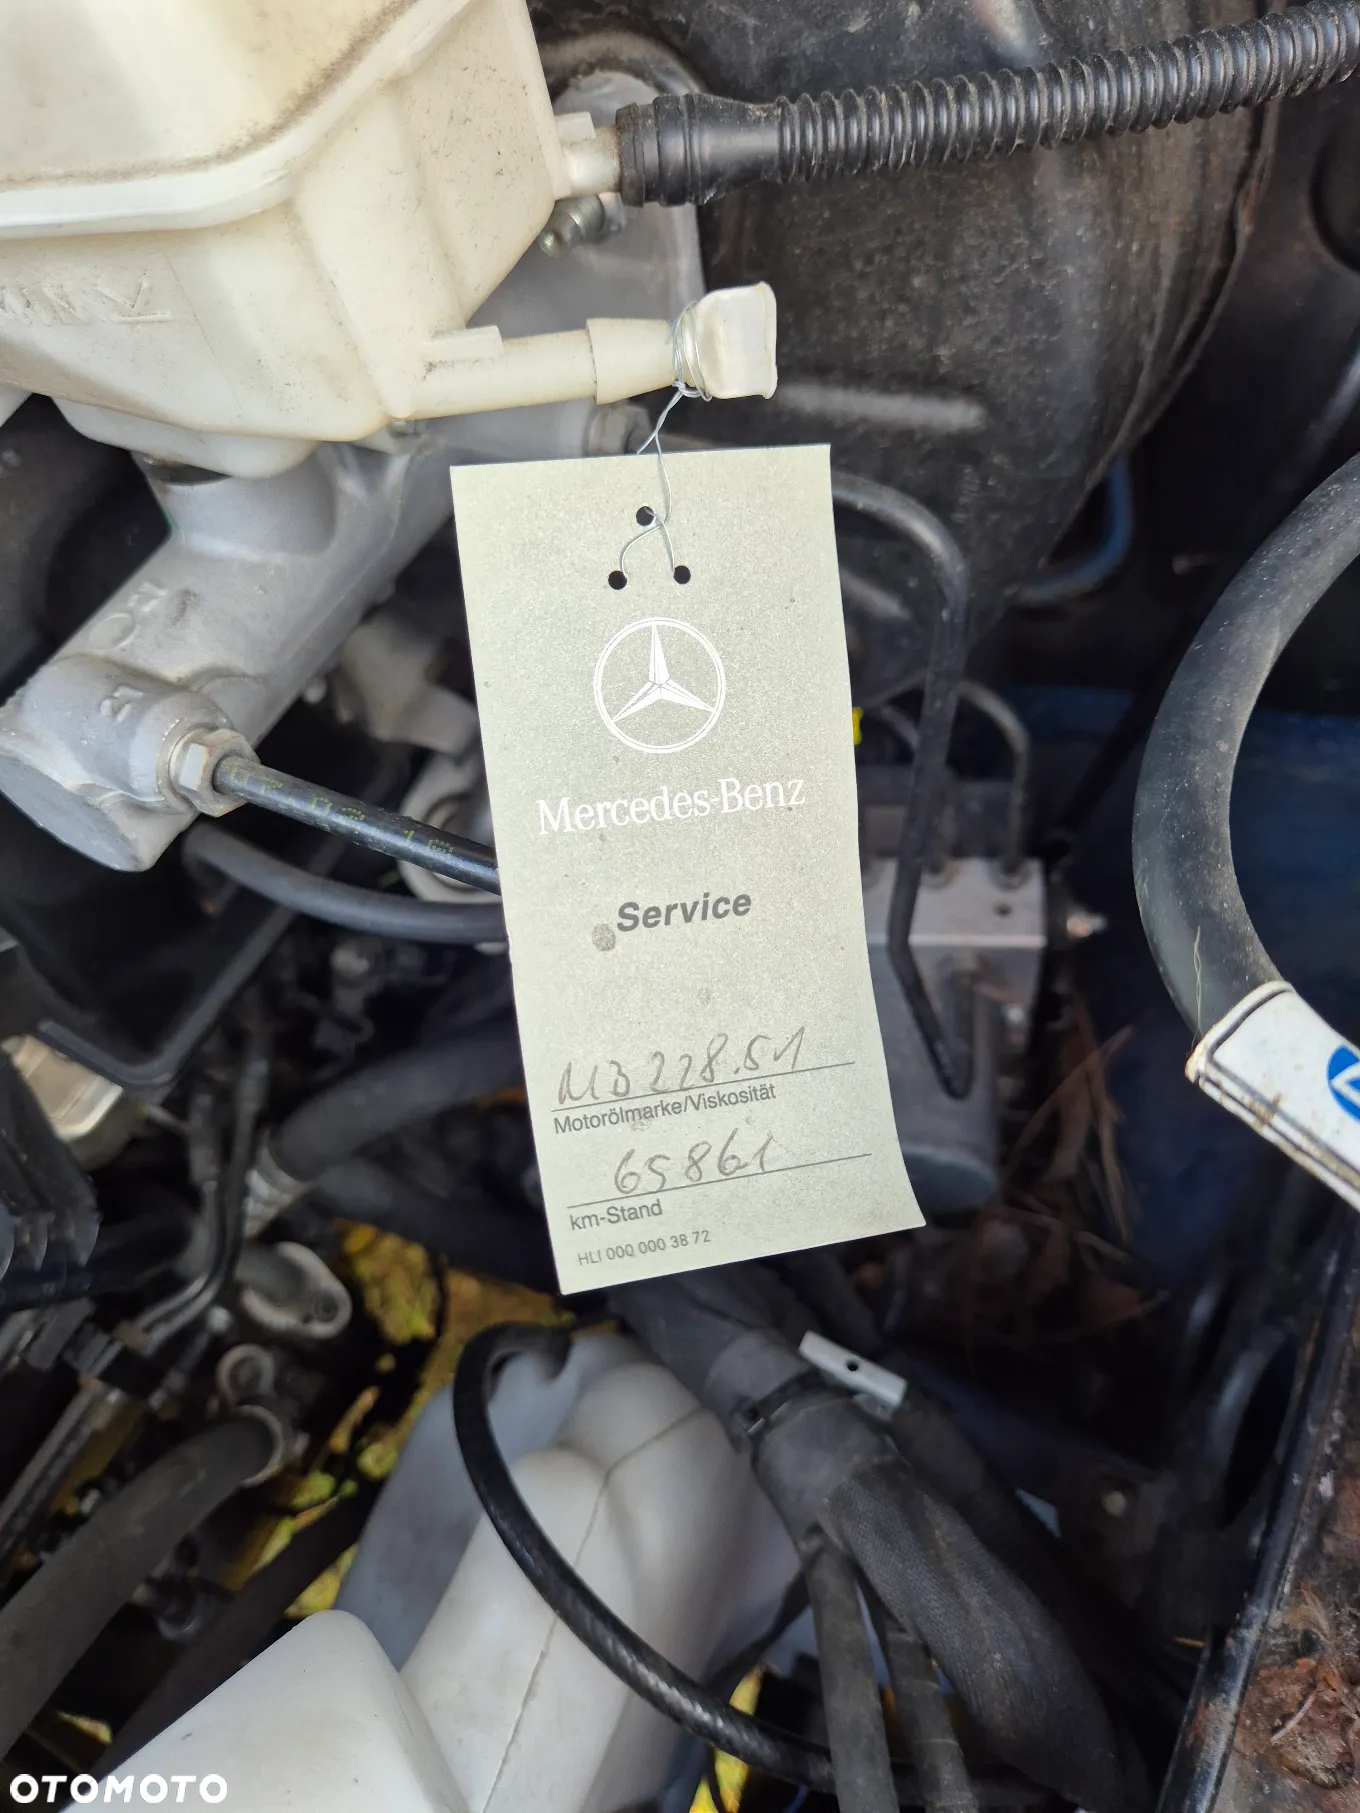 Mercedes-Benz
Service
MB 228.51
Motorölmarke/Viskosität
65861
km-Stand
HLI 000 000 38 72
OTOMOTO